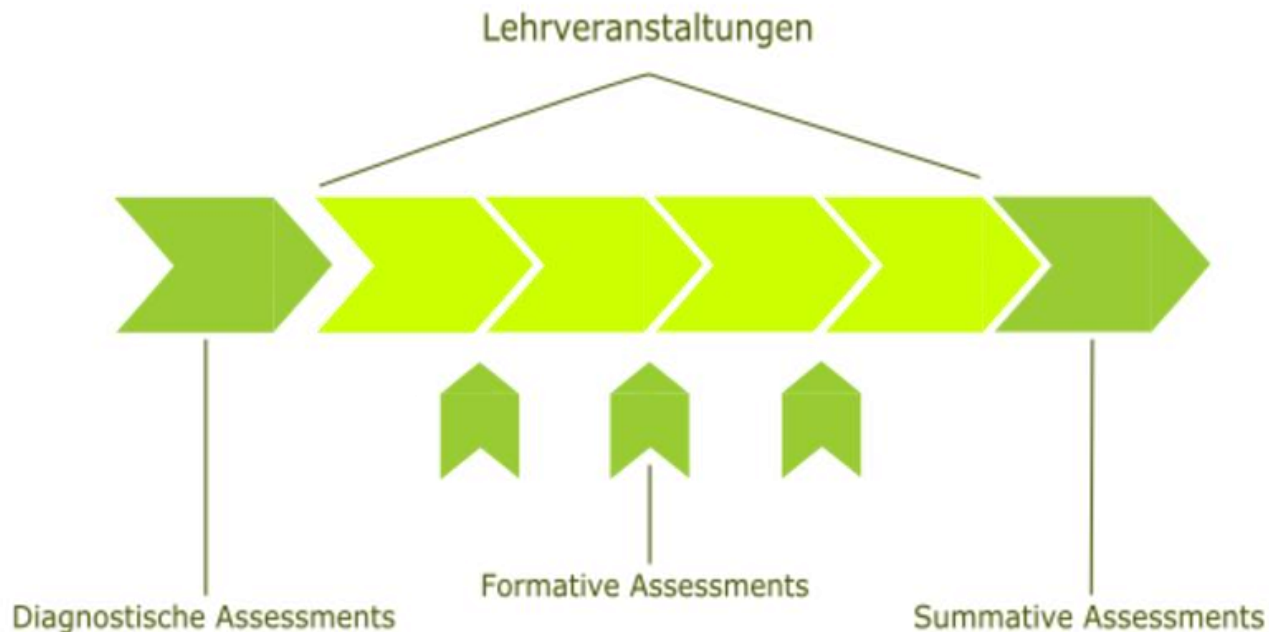 Lehrveranstaltungen
Formative Assessments
Diagnostische Assessments
Summative Assessments